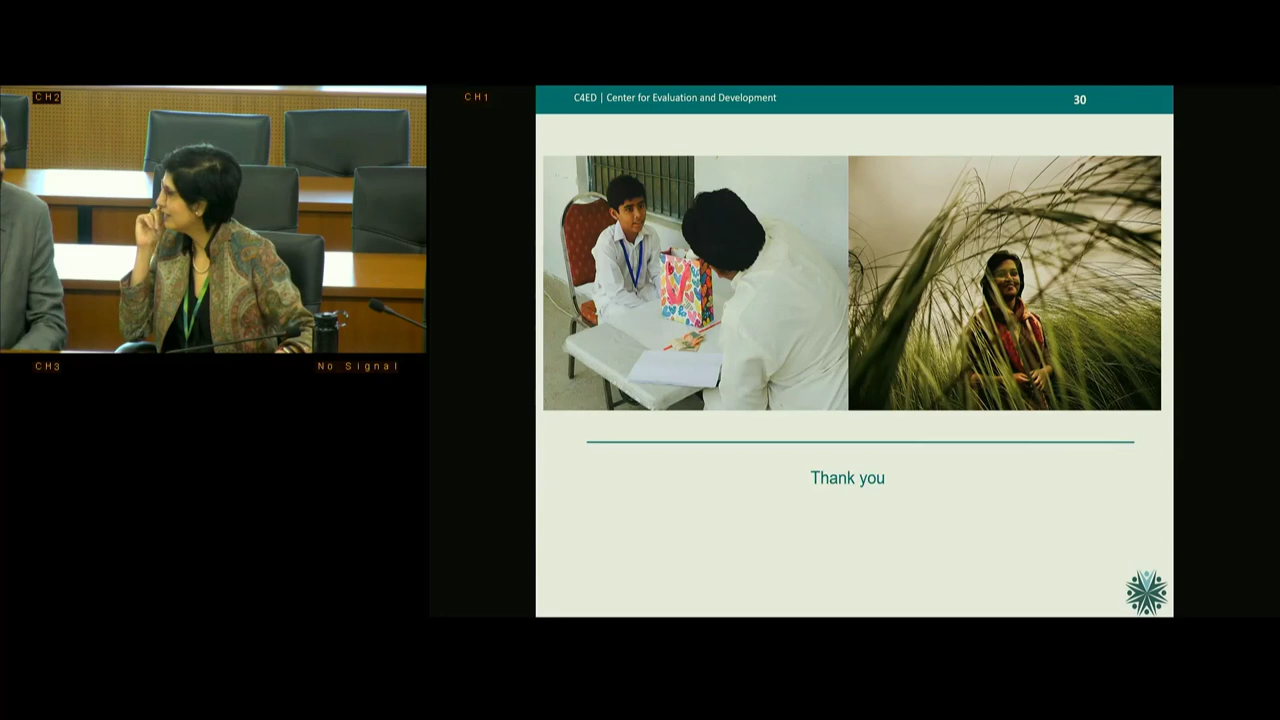 CH2
CH1
C4ED | Center for Evaluation and Development
30
CH3
No Signal
Thank you